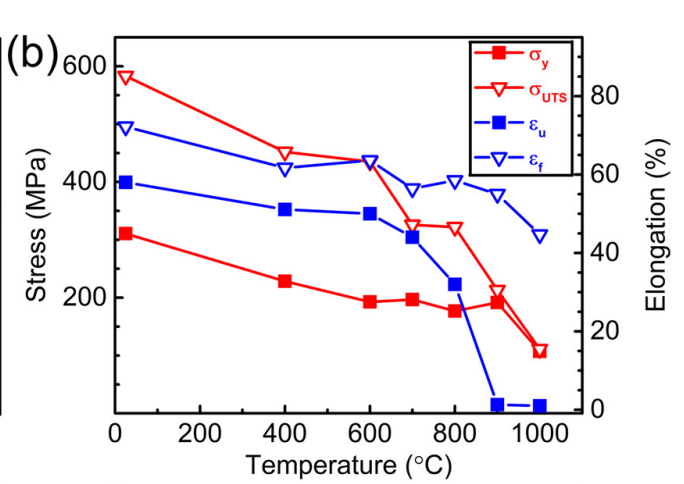 (b)
600
400
200
Stress (MPa)
0
200
400
600
800
1000
Temperature (°C)
80
60
40
20
0
Elongation (%)
σy
σUTS
εu
εf